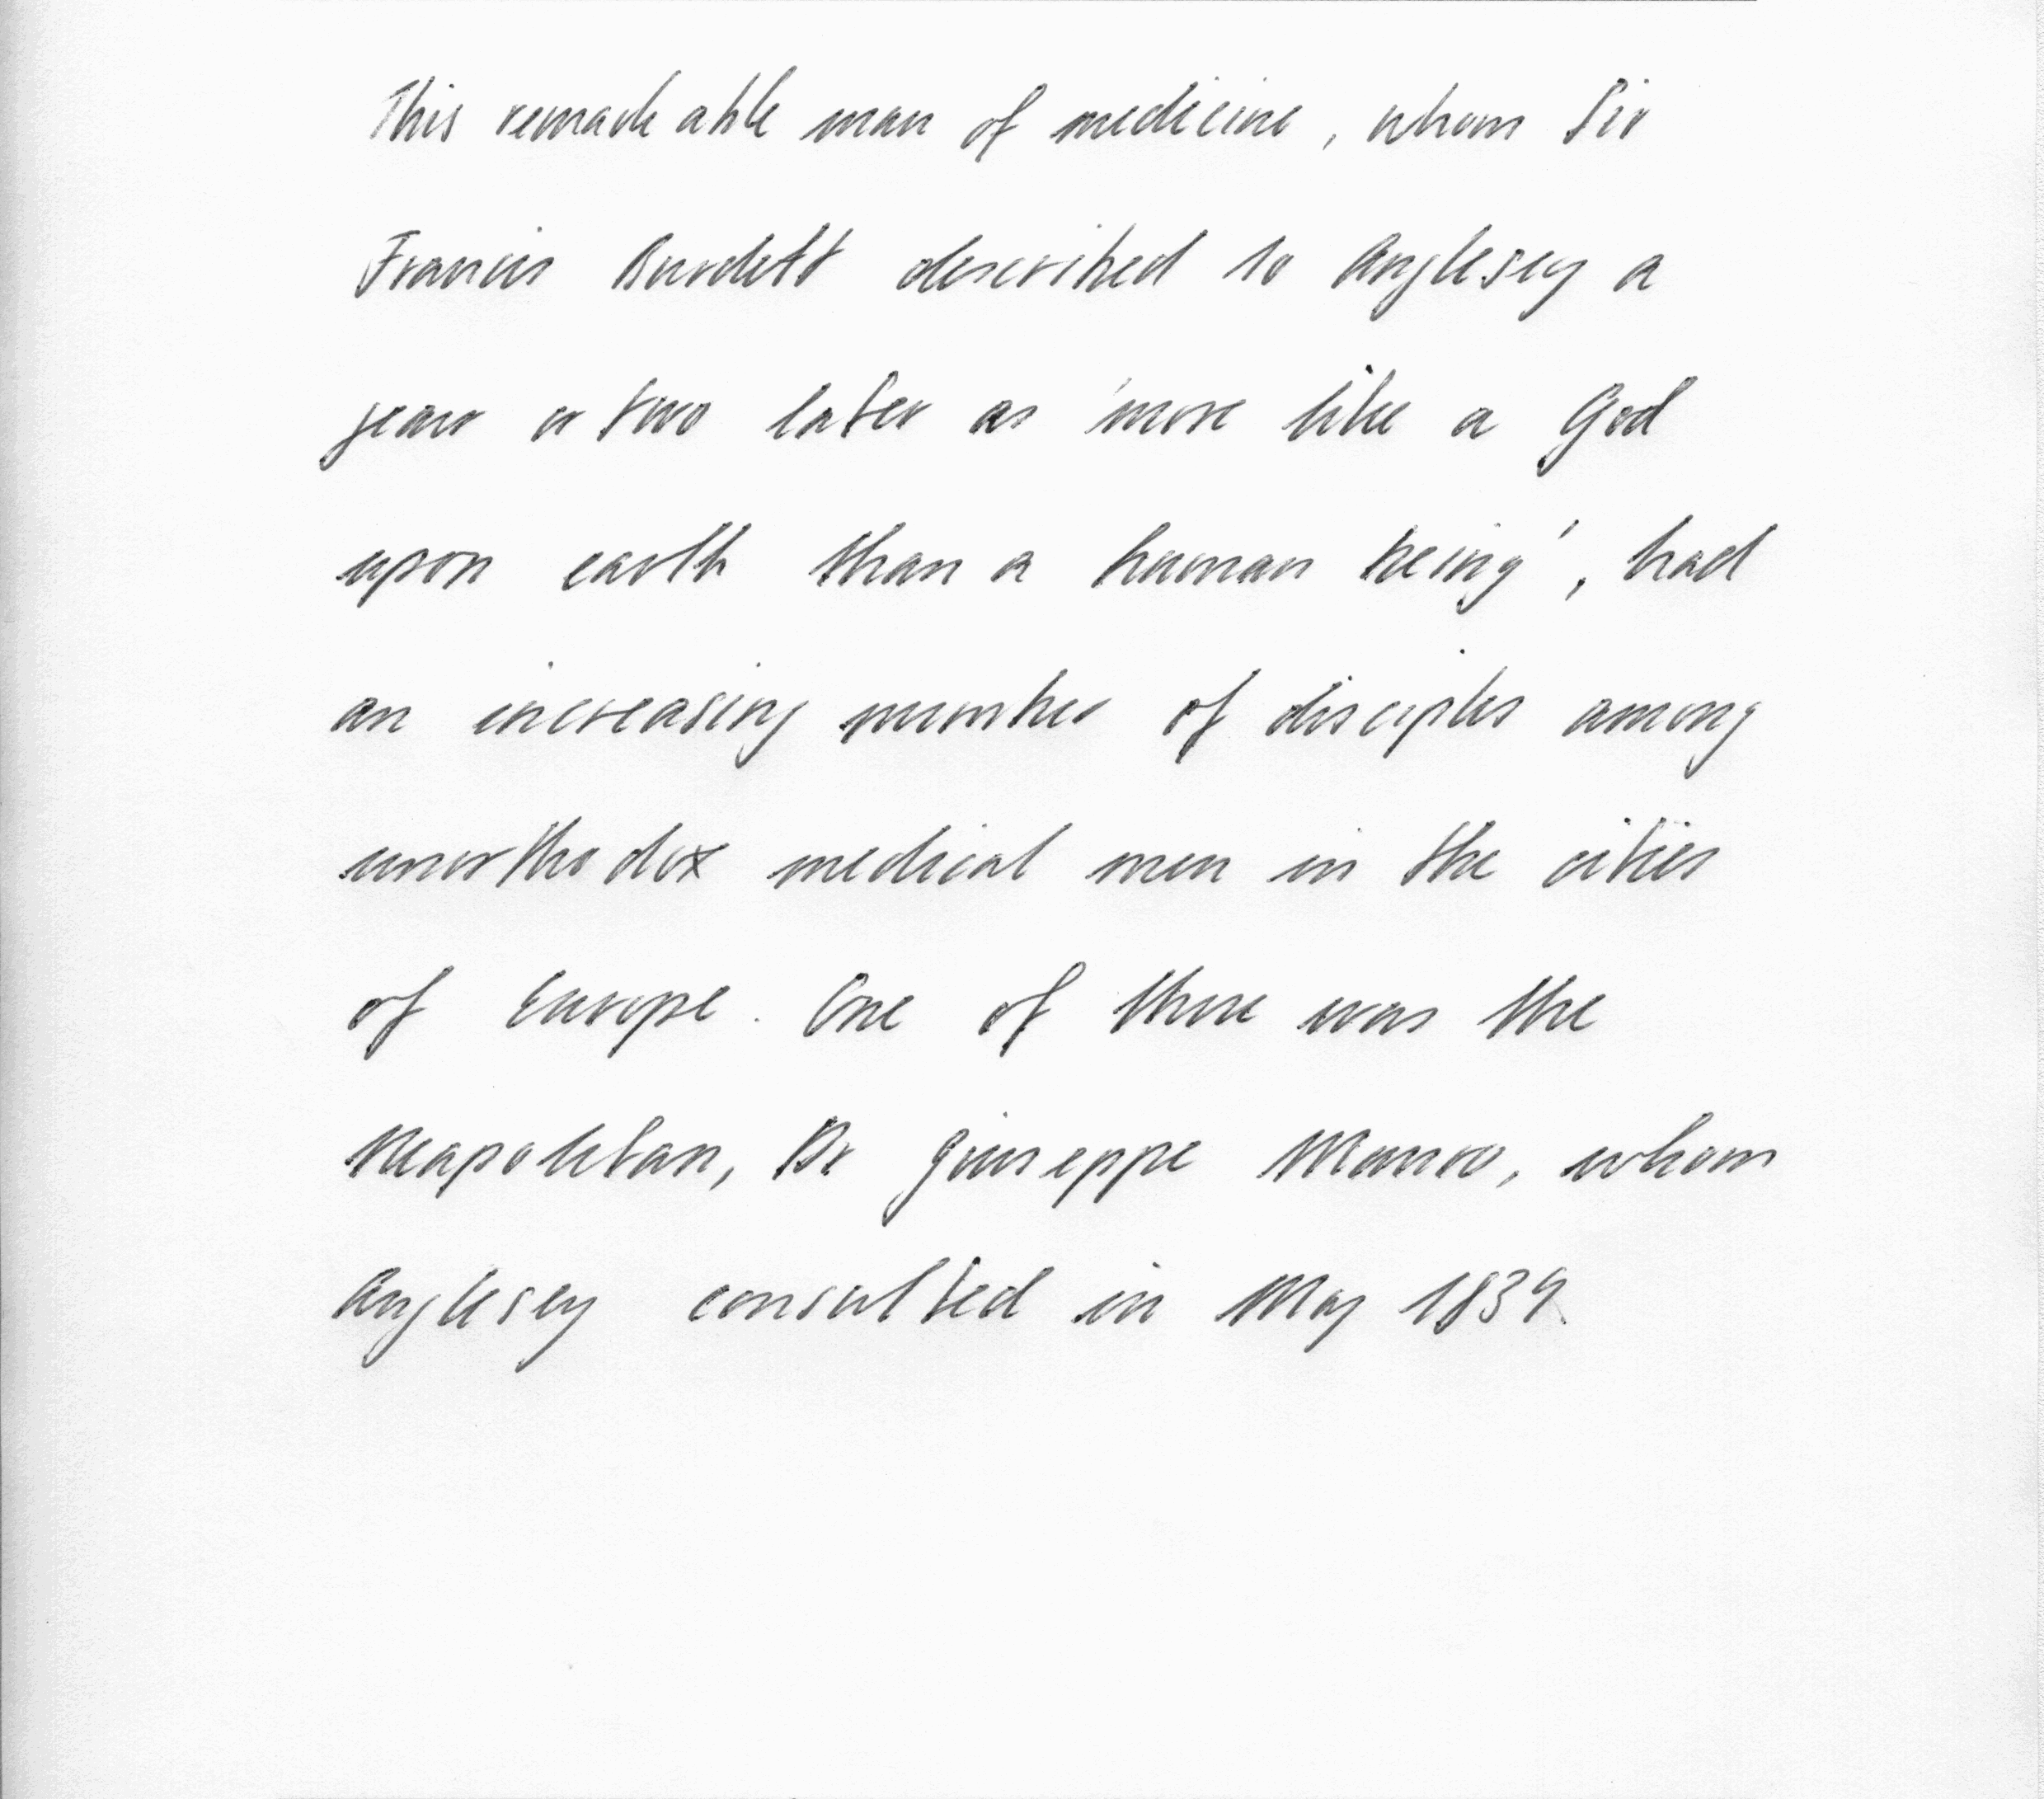 This remarkable man of medicine, whom Sir
Francis Burdett described to Anglesey a
year or two later as 'more like a God
upon earth than a human being', had
an increasing number of disciples among
unorthodox medical men in the cities
of Europe. One of these was the
Neapolitan, Dr Giuseppe Mauro, whom
Anglesey consulted in May 1834.